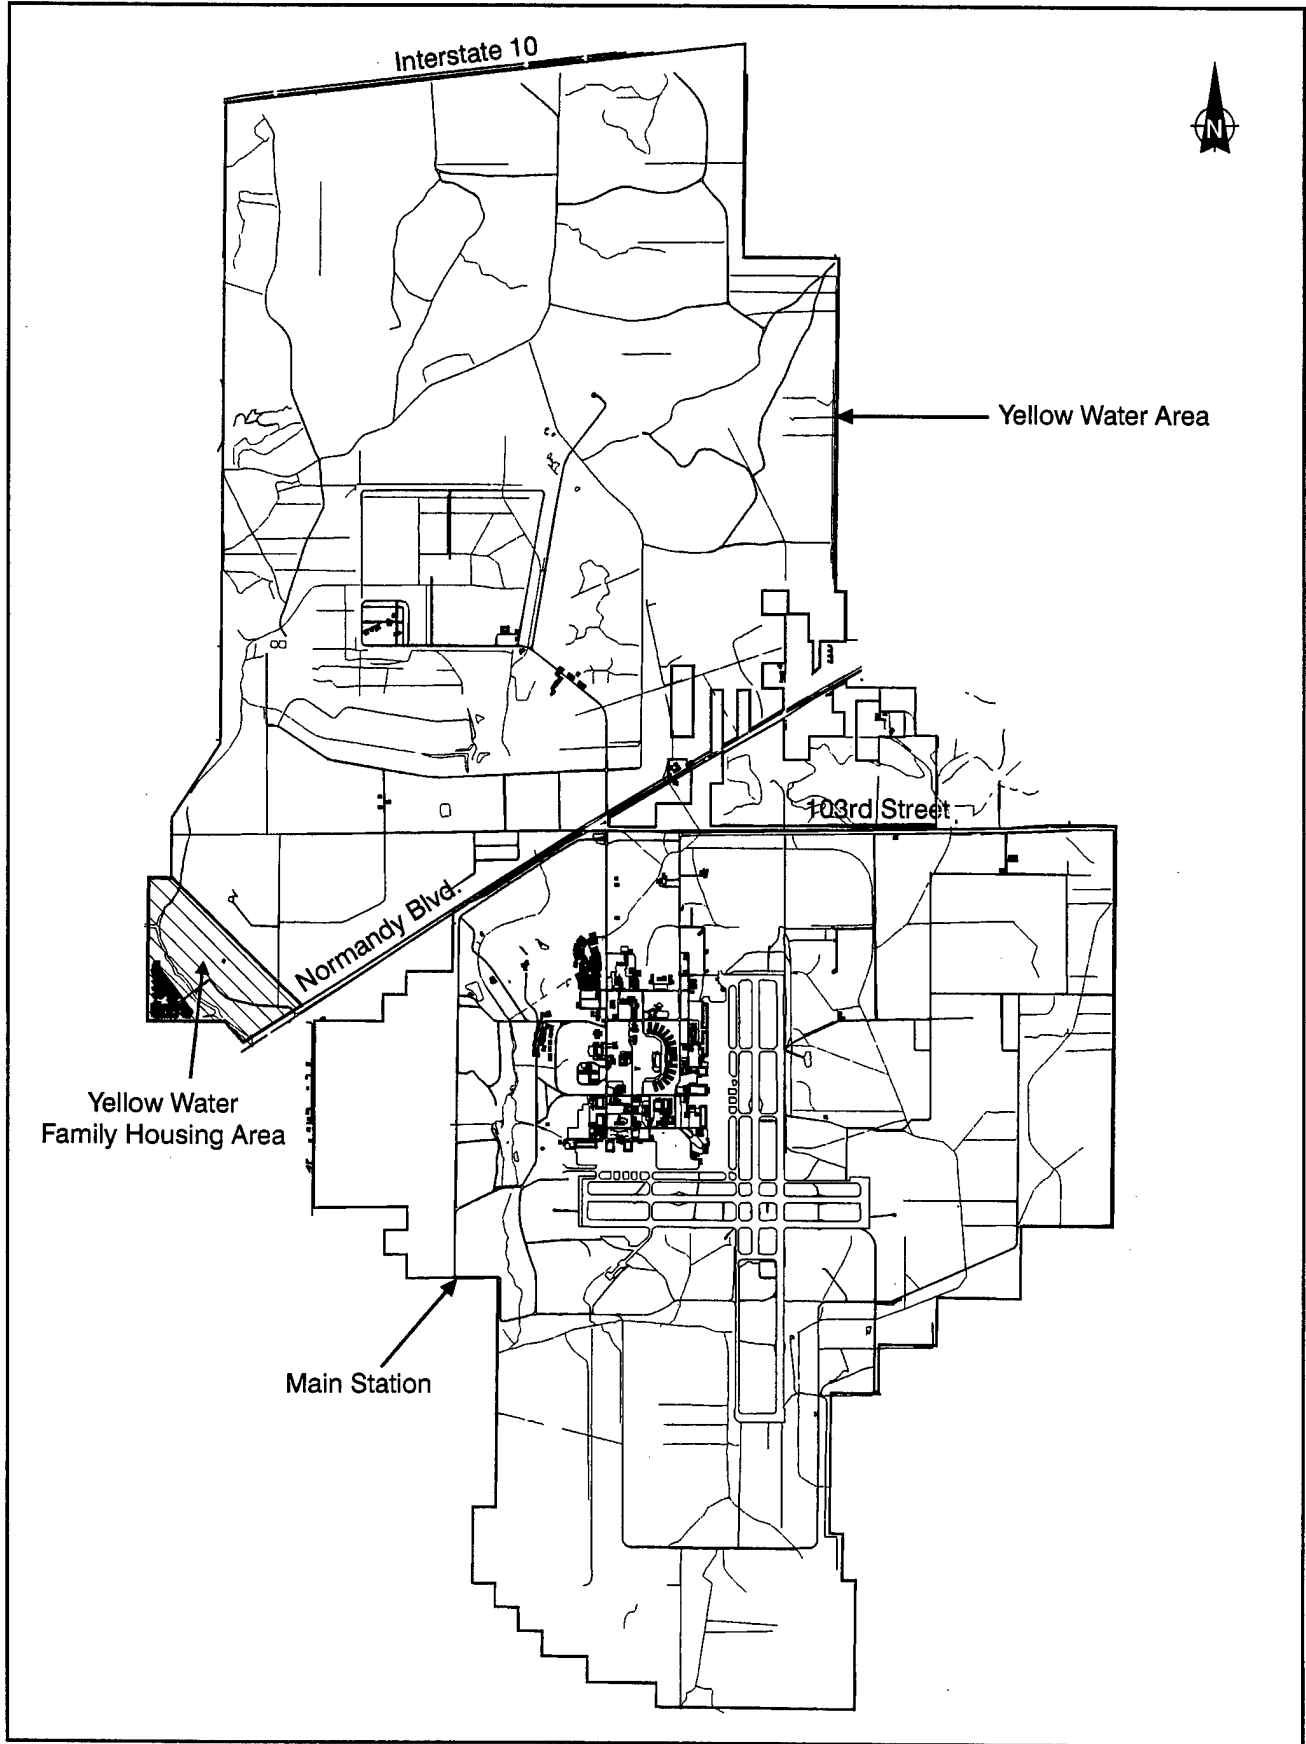 Interstate 10
N
Yellow Water Area
103rd Street
Normandy Blvd.
Yellow Water
Family Housing Area
Main Station